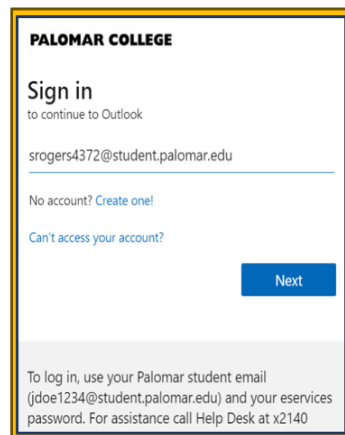 PALOMAR COLLEGE
Sign in
to continue to Outlook
srogers4372@student.palomar.edu
No account? Create one!
Can't access your account?
Next
To log in, use your Palomar student email
(jdoe1234@student.palomar.edu) and your eservices
password. For assistance call Help Desk at x2140